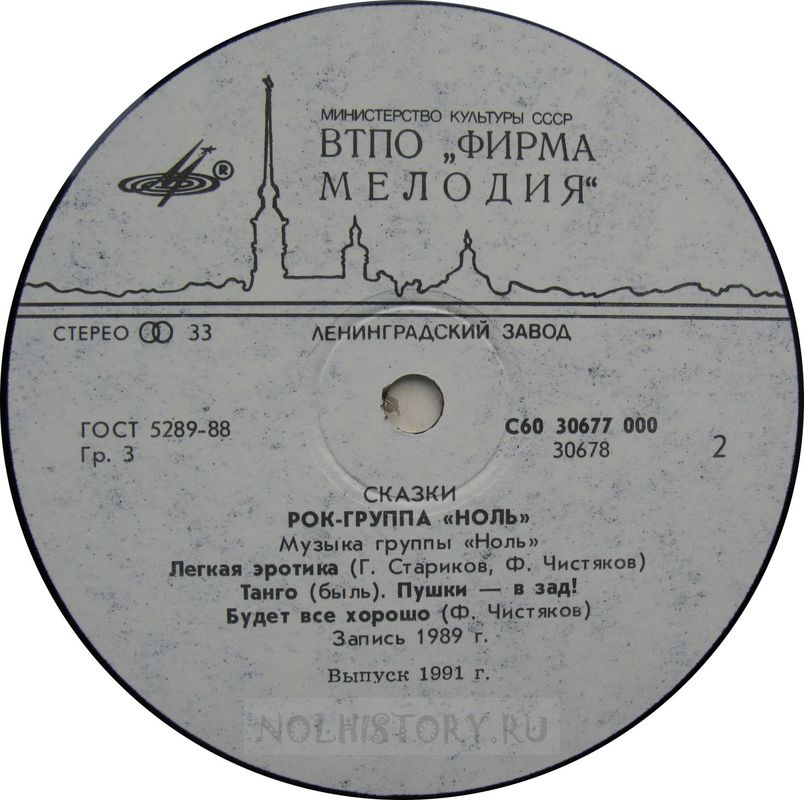 МИНИСТЕРСТВО КУЛЬТУРЫ СССР
ВТПО „ФИРМА
МЕЛОДИЯ“
®
СТЕРЕО 33 ЛЕНИНГРАДСКИЙ ЗАВОД
ГОСТ 5289-88 С60 30677 000
Гр. 3 30678 2
СКАЗКИ
РОК-ГРУППА «НОЛЬ»
Музыка группы «Ноль»
Легкая эротика (Г. Стариков, Ф. Чистяков)
Танго (быль). Пушки — в зад!
Будет все хорошо (Ф. Чистяков)
Запись 1989 г.
Выпуск 1991 г.
NOLHISTORY.RU